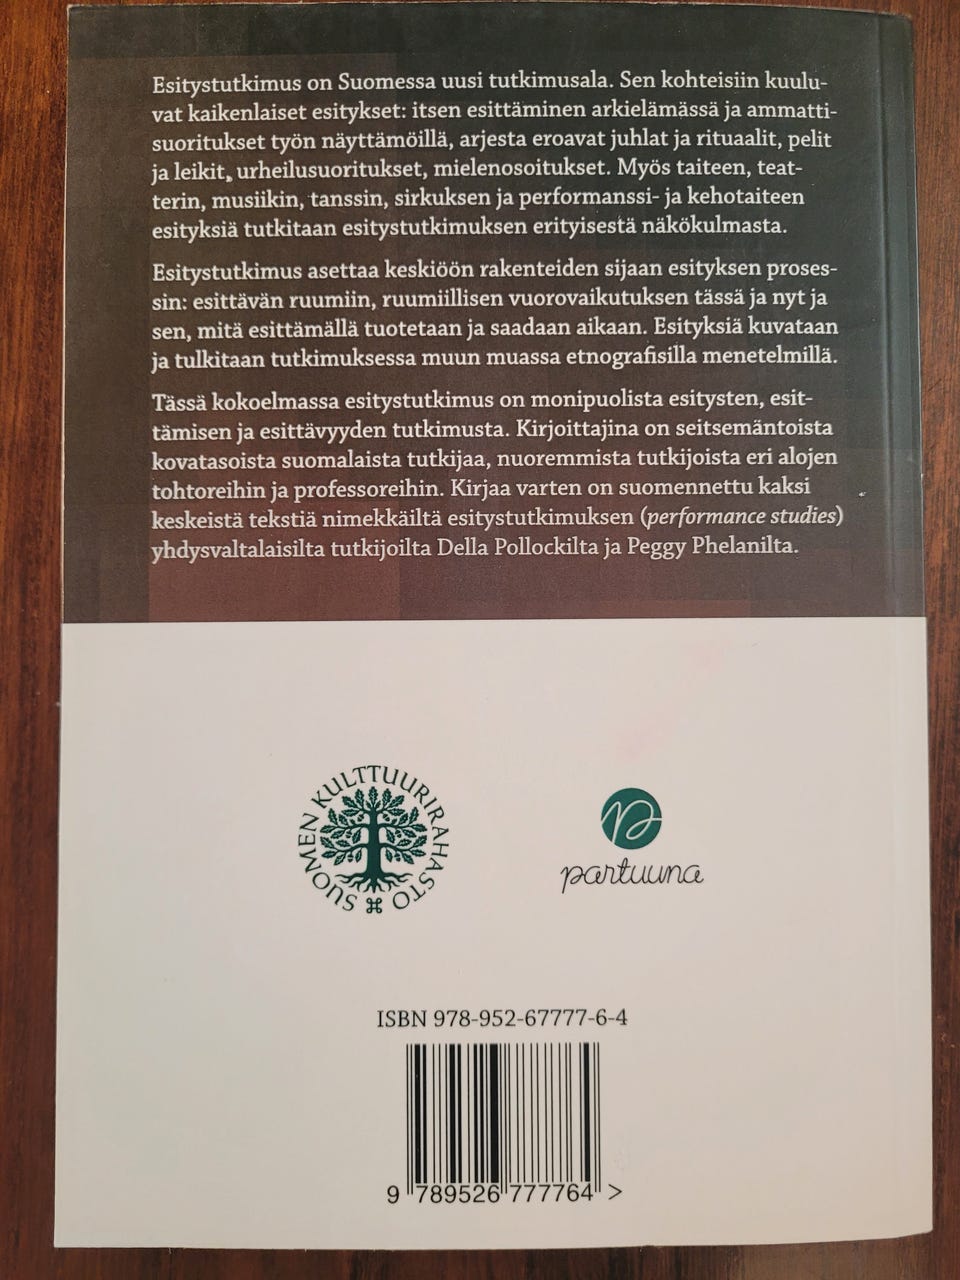 Esitystutkimus on Suomessa uusi tutkimusala. Sen kohteisiin kuulu-
vat kaikenlaiset esitykset: itsen esittäminen arkielämässä ja ammatti-
suoritukset työn näyttämöillä, arjesta eroavat juhlat ja rituaalit, pelit
ja leikit, urheilusuoritukset, mielenosoitukset. Myös taiteen, teat-
terin, musiikin, tanssin, sirkuksen ja performanssi- ja kehotaiteen
esityksiä tutkitaan esitystutkimuksen erityisestä näkökulmasta.
Esitystutkimus asettaa keskiöön rakenteiden sijaan esityksen proses-
sin: esittävän ruumiin, ruumiillisen vuorovaikutuksen tässä ja nyt ja
sen, mitä esittämällä tuotetaan ja saadaan aikaan. Esityksiä kuvataan
ja tulkitaan tutkimuksessa muun muassa etnografisilla menetelmillä.
Tässä kokoelmassa esitystutkimus on monipuolista esitysten, esit-
tämisen ja esittävyyden tutkimusta. Kirjoittajina on seitsemäntoista
kovatasoista suomalaista tutkijaa, nuoremmista tutkijoista eri alojen
tohtoreihin ja professoreihin. Kirjaa varten on suomennettu kaksi
keskeistä tekstiä nimekkäiltä esitystutkimuksen (performance studies)
yhdysvaltalaisilta tutkijoilta Della Pollockilta ja Peggy Phelanilta.
SUOMEN KULTTUURIRAHASTO
p
partuuna
ISBN 978-952-67777-6-4
9 789526 777764 >